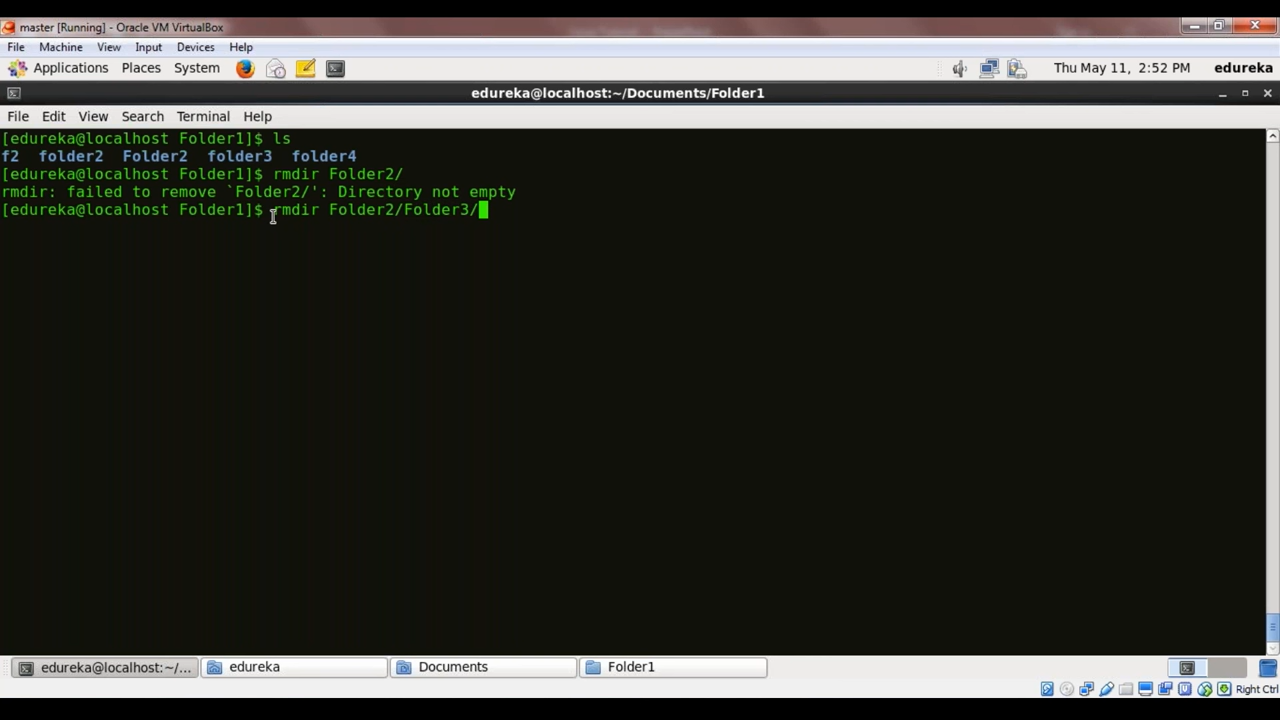 master [Running] - Oracle VM VirtualBox
File Machine View Input Devices Help
Applications Places System Thu May 11, 2:52 PM edureka
edureka@localhost:~/Documents/Folder1
File Edit View Search Terminal Help
[edureka@localhost Folder1]$ ls
f2 folder2 Folder2 folder3 folder4
[edureka@localhost Folder1]$ rmdir Folder2/
rmdir: failed to remove `Folder2/': Directory not empty
[edureka@localhost Folder1]$ rmdir Folder2/Folder3/
edureka@localhost:~/... edureka Documents Folder1
Right Ctrl